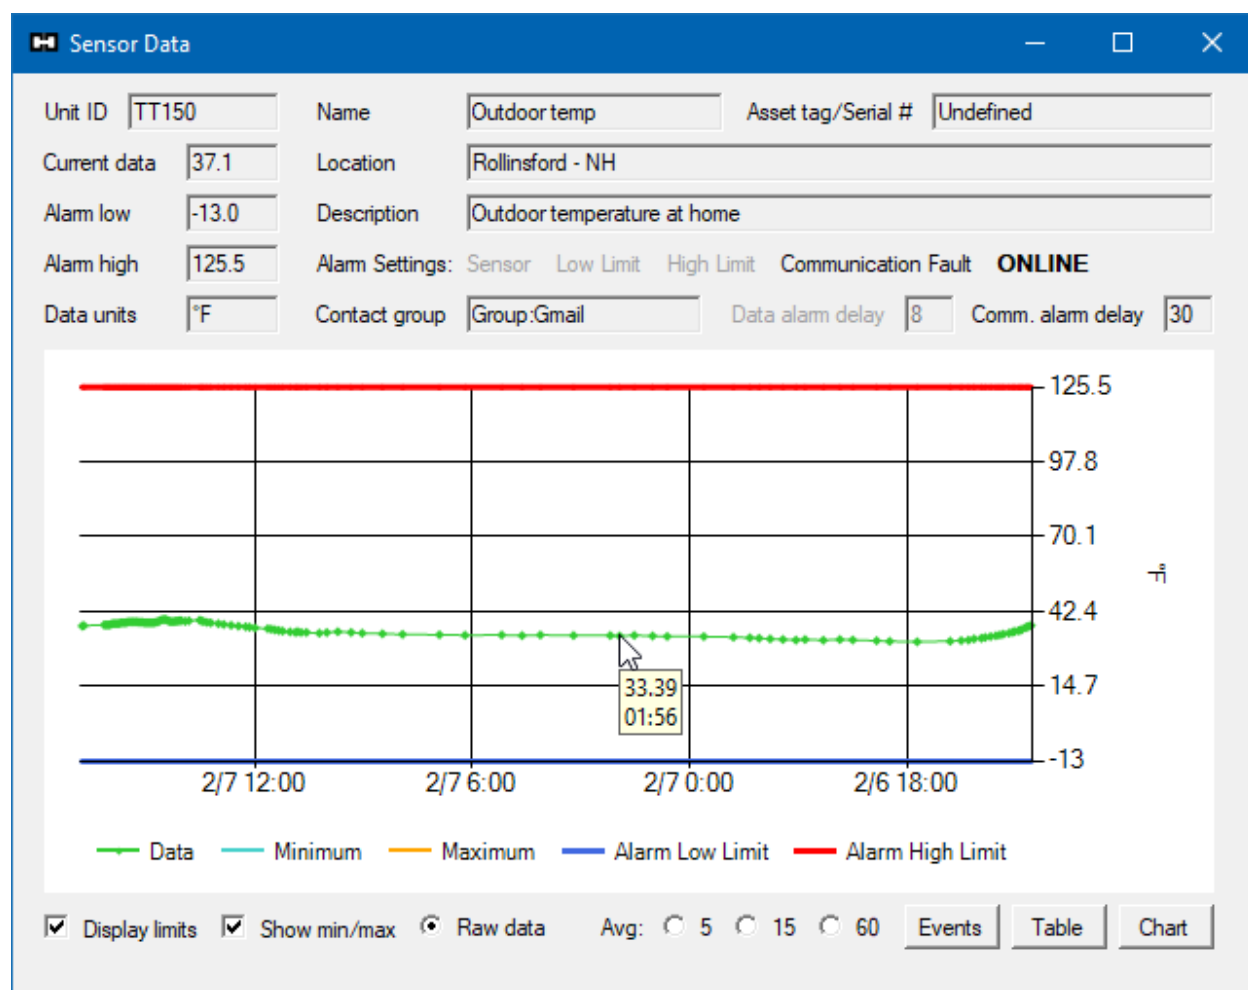 Sensor Data
Unit ID TT150 Name Outdoor temp Asset tag/Serial # Undefined
Current data 37.1 Location Rollinsford - NH
Alarm low -13.0 Description Outdoor temperature at home
Alarm high 125.5 Alarm Settings: Sensor Low Limit High Limit Communication Fault ONLINE
Data units °F Contact group Group:Gmail Data alarm delay 8 Comm. alarm delay 30
125.5
97.8
70.1
°F
42.4
33.39
14.7
01:56
-13
2/7 12:00 2/7 6:00 2/7 0:00 2/6 18:00
Data Minimum Maximum Alarm Low Limit Alarm High Limit
Display limits Show min/max Raw data Avg: 5 15 60 Events Table Chart